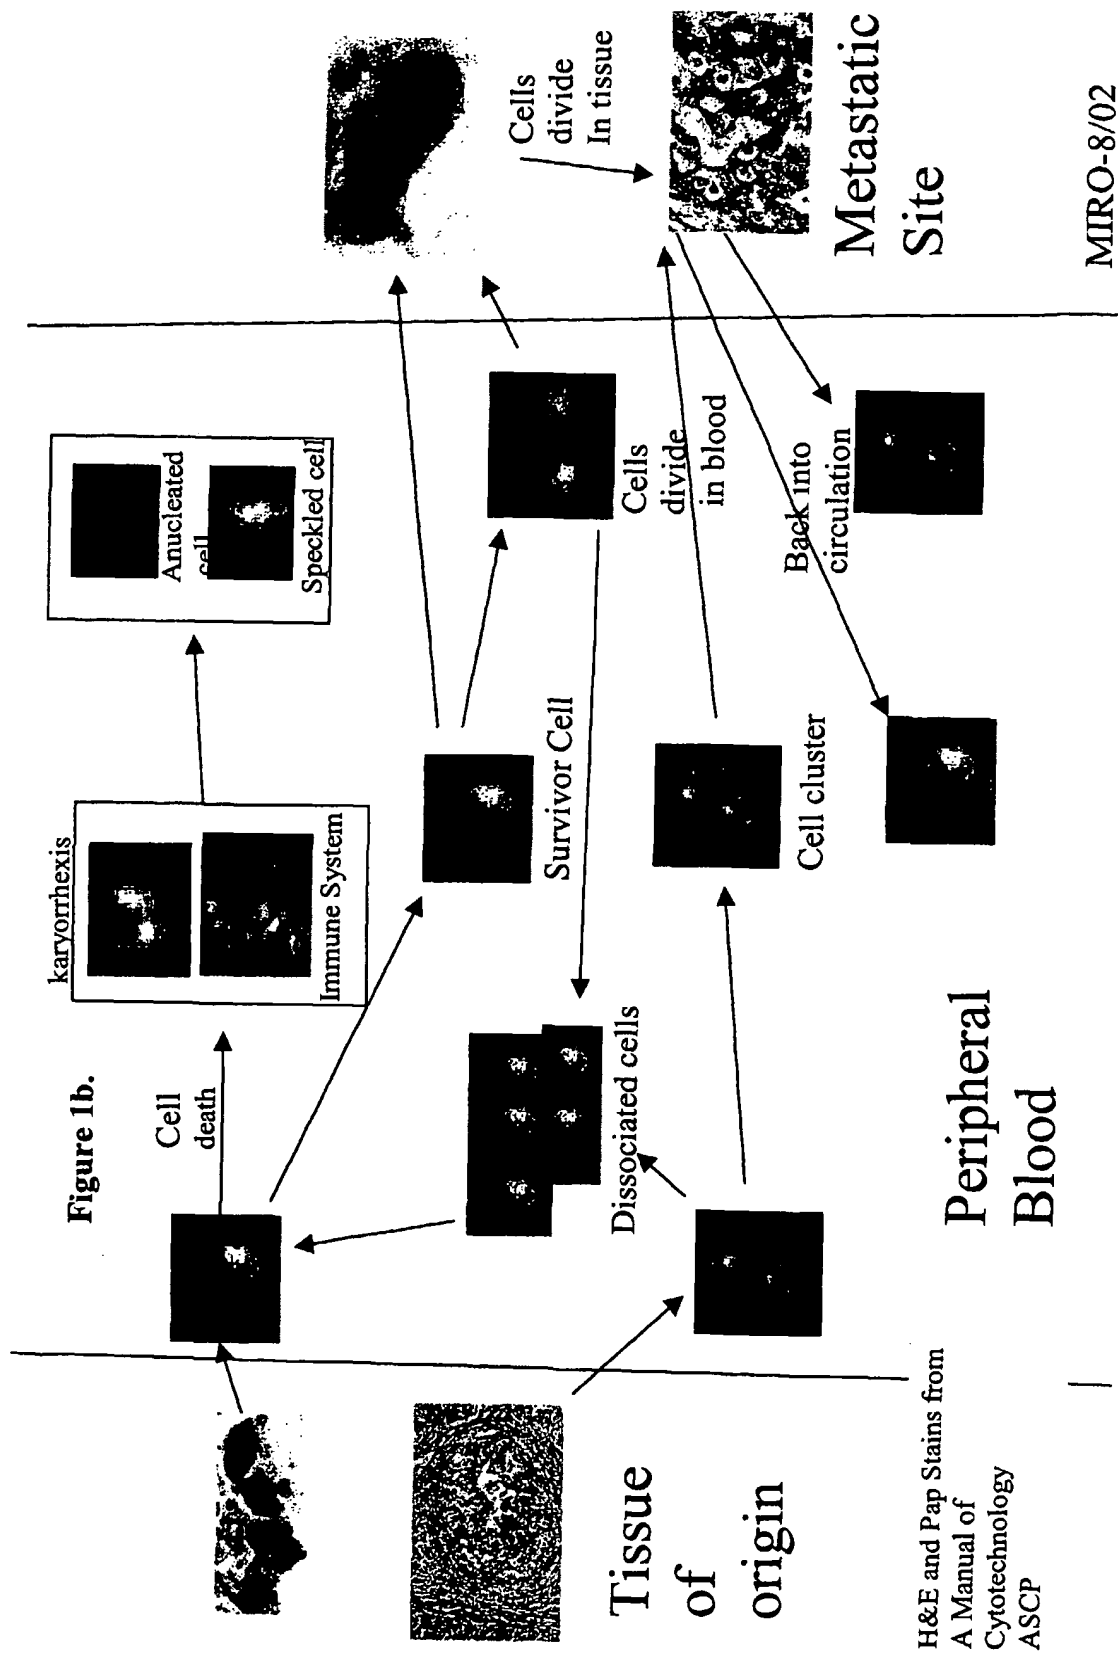 Figure 1b.
Cell
death
karyorrhexis
Immune System
Anucleated
cell
Speckled cell
Survivor Cell
Cells
divide
in blood
Cells
divide
In tissue
Dissociated cells
Cell cluster
Back into
circulation
Tissue
of
origin
Peripheral
Blood
Metastatic
Site
H&E and Pap Stains from
A Manual of
Cytotechnology
ASCP
MIRO-8/02